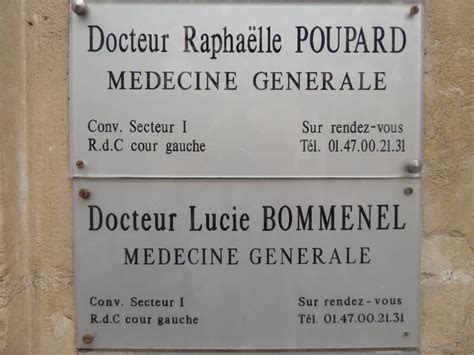 Docteur Raphaëlle POUPARD
MEDECINE GENERALE
Conv. Secteur I Sur rendez-vous
R.d.C cour gauche Tél. 01.47.00.21.31
Docteur Lucie BOMMENEL
MEDECINE GENERALE
Conv. Secteur I Sur rendez-vous
R.d.C cour gauche Tél. 01.47.00.21.31